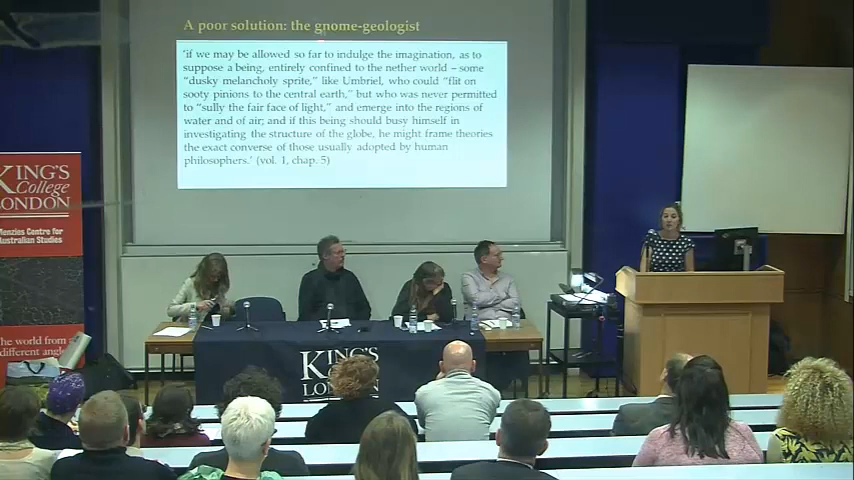 A poor solution: the gnome-geologist
'if we may be allowed so far to indulge the imagination, as to
suppose a being, entirely confined to the nether world – some
"dusky melancholy sprite," like Umbriel, who could "flit on
sooty pinions to the central earth," but who was never permitted
to "sully the fair face of light," and emerge into the regions of
water and of air; and if this being should busy himself in
investigating the structure of the globe, he might frame theories
the exact converse of those usually adopted by human
philosophers.' (vol. 1, chap. 5)
KING'S
College
LONDON
Menzies Centre for
Australian Studies
The world from
different angle
KING'S
LONDON